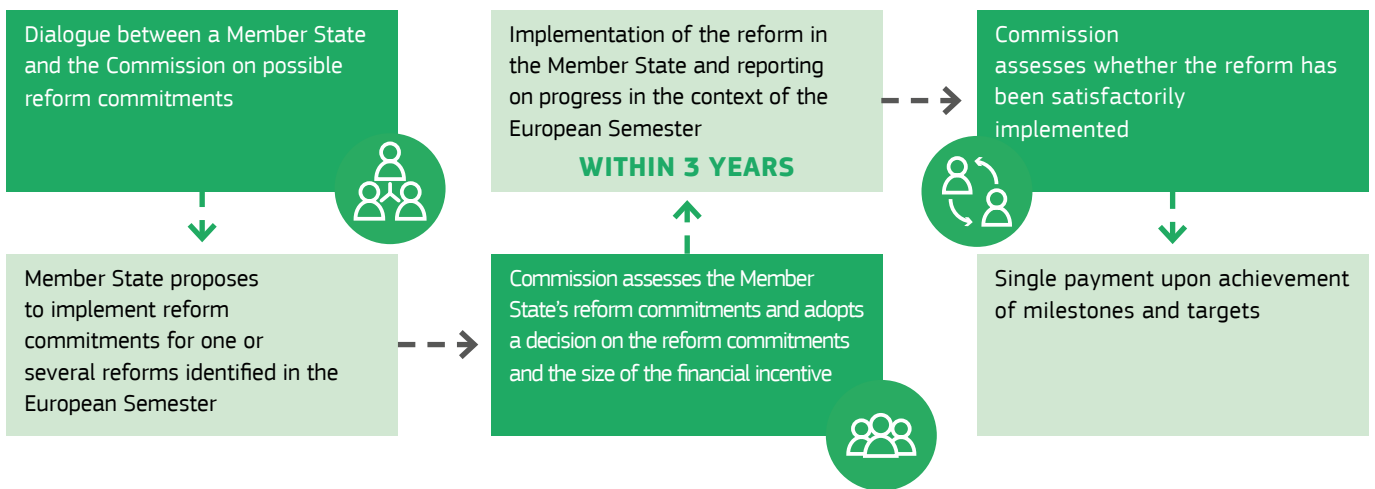 Dialogue between a Member State
and the Commission on possible
reform commitments
Member State proposes
to implement reform
commitments for one or
several reforms identified in the
European Semester
Commission assesses the Member
State's reform commitments and adopts
a decision on the reform commitments
and the size of the financial incentive
Implementation of the reform in
the Member State and reporting
on progress in the context of the
European Semester
WITHIN 3 YEARS
Commission
assesses whether the reform has
been satisfactorily
implemented
Single payment upon achievement
of milestones and targets